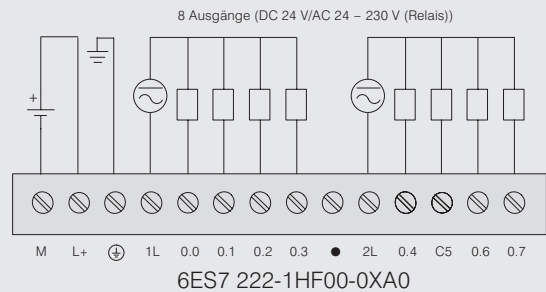 8 Ausgänge (DC 24 V/AC 24 – 230 V (Relais))
+
M L+ 1L 0.0 0.1 0.2 0.3 ● 2L 0.4 C5 0.6 0.7
6ES7 222-1HF00-0XA0